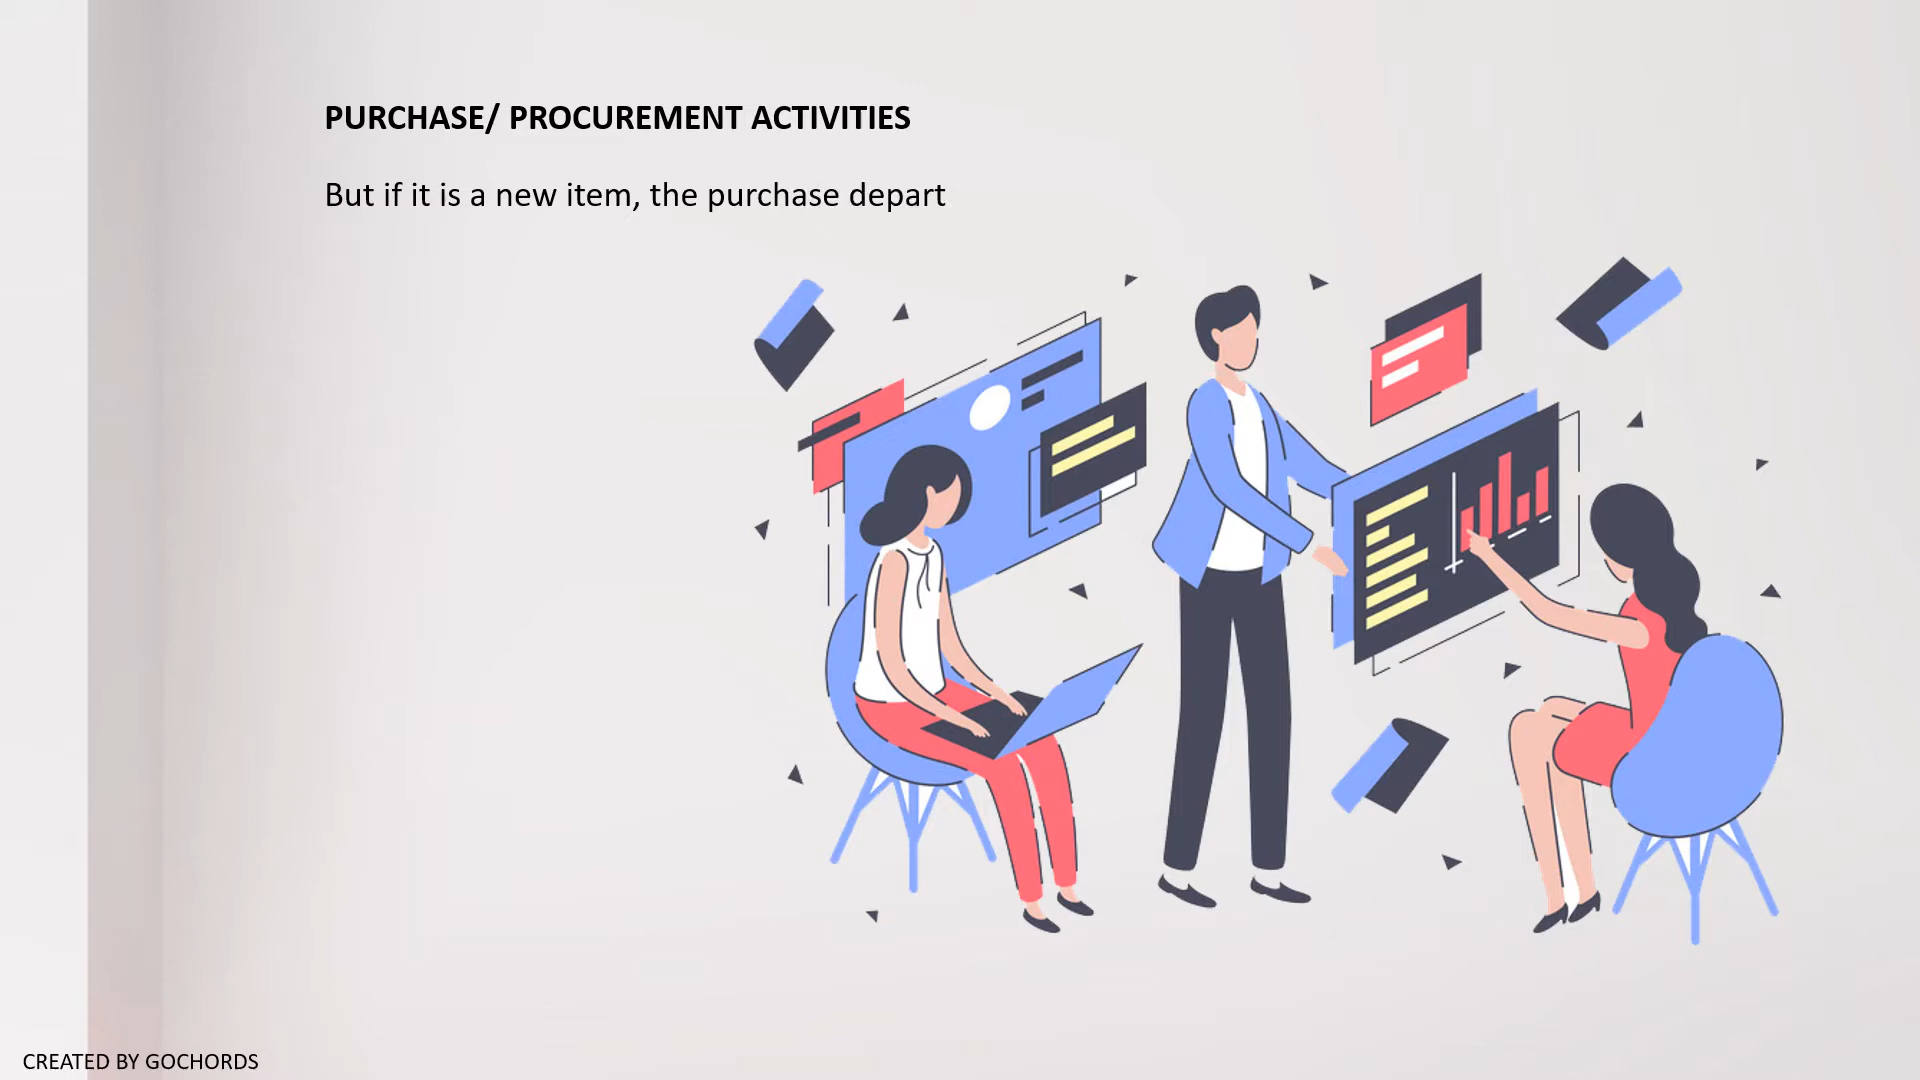 PURCHASE/ PROCUREMENT ACTIVITIES
But if it is a new item, the purchase depart
CREATED BY GOCHORDS